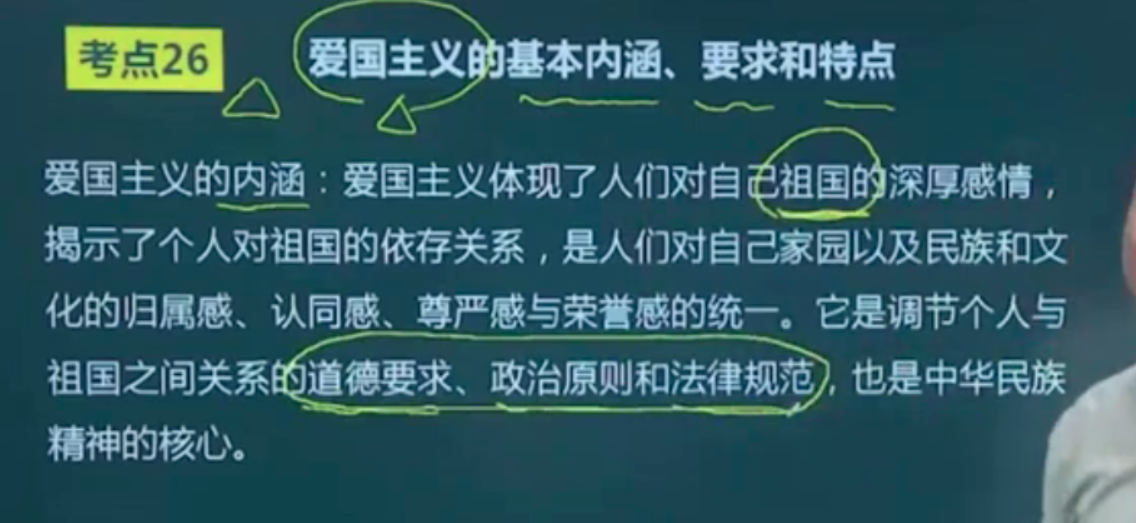 考点26 爱国主义的基本内涵、要求和特点
爱国主义的内涵：爱国主义体现了人们对自己祖国的深厚感情，
揭示了个人对祖国的依存关系，是人们对自己家园以及民族和文
化的归属感、认同感、尊严感与荣誉感的统一。它是调节个人与
祖国之间关系的道德要求、政治原则和法律规范，也是中华民族
精神的核心。